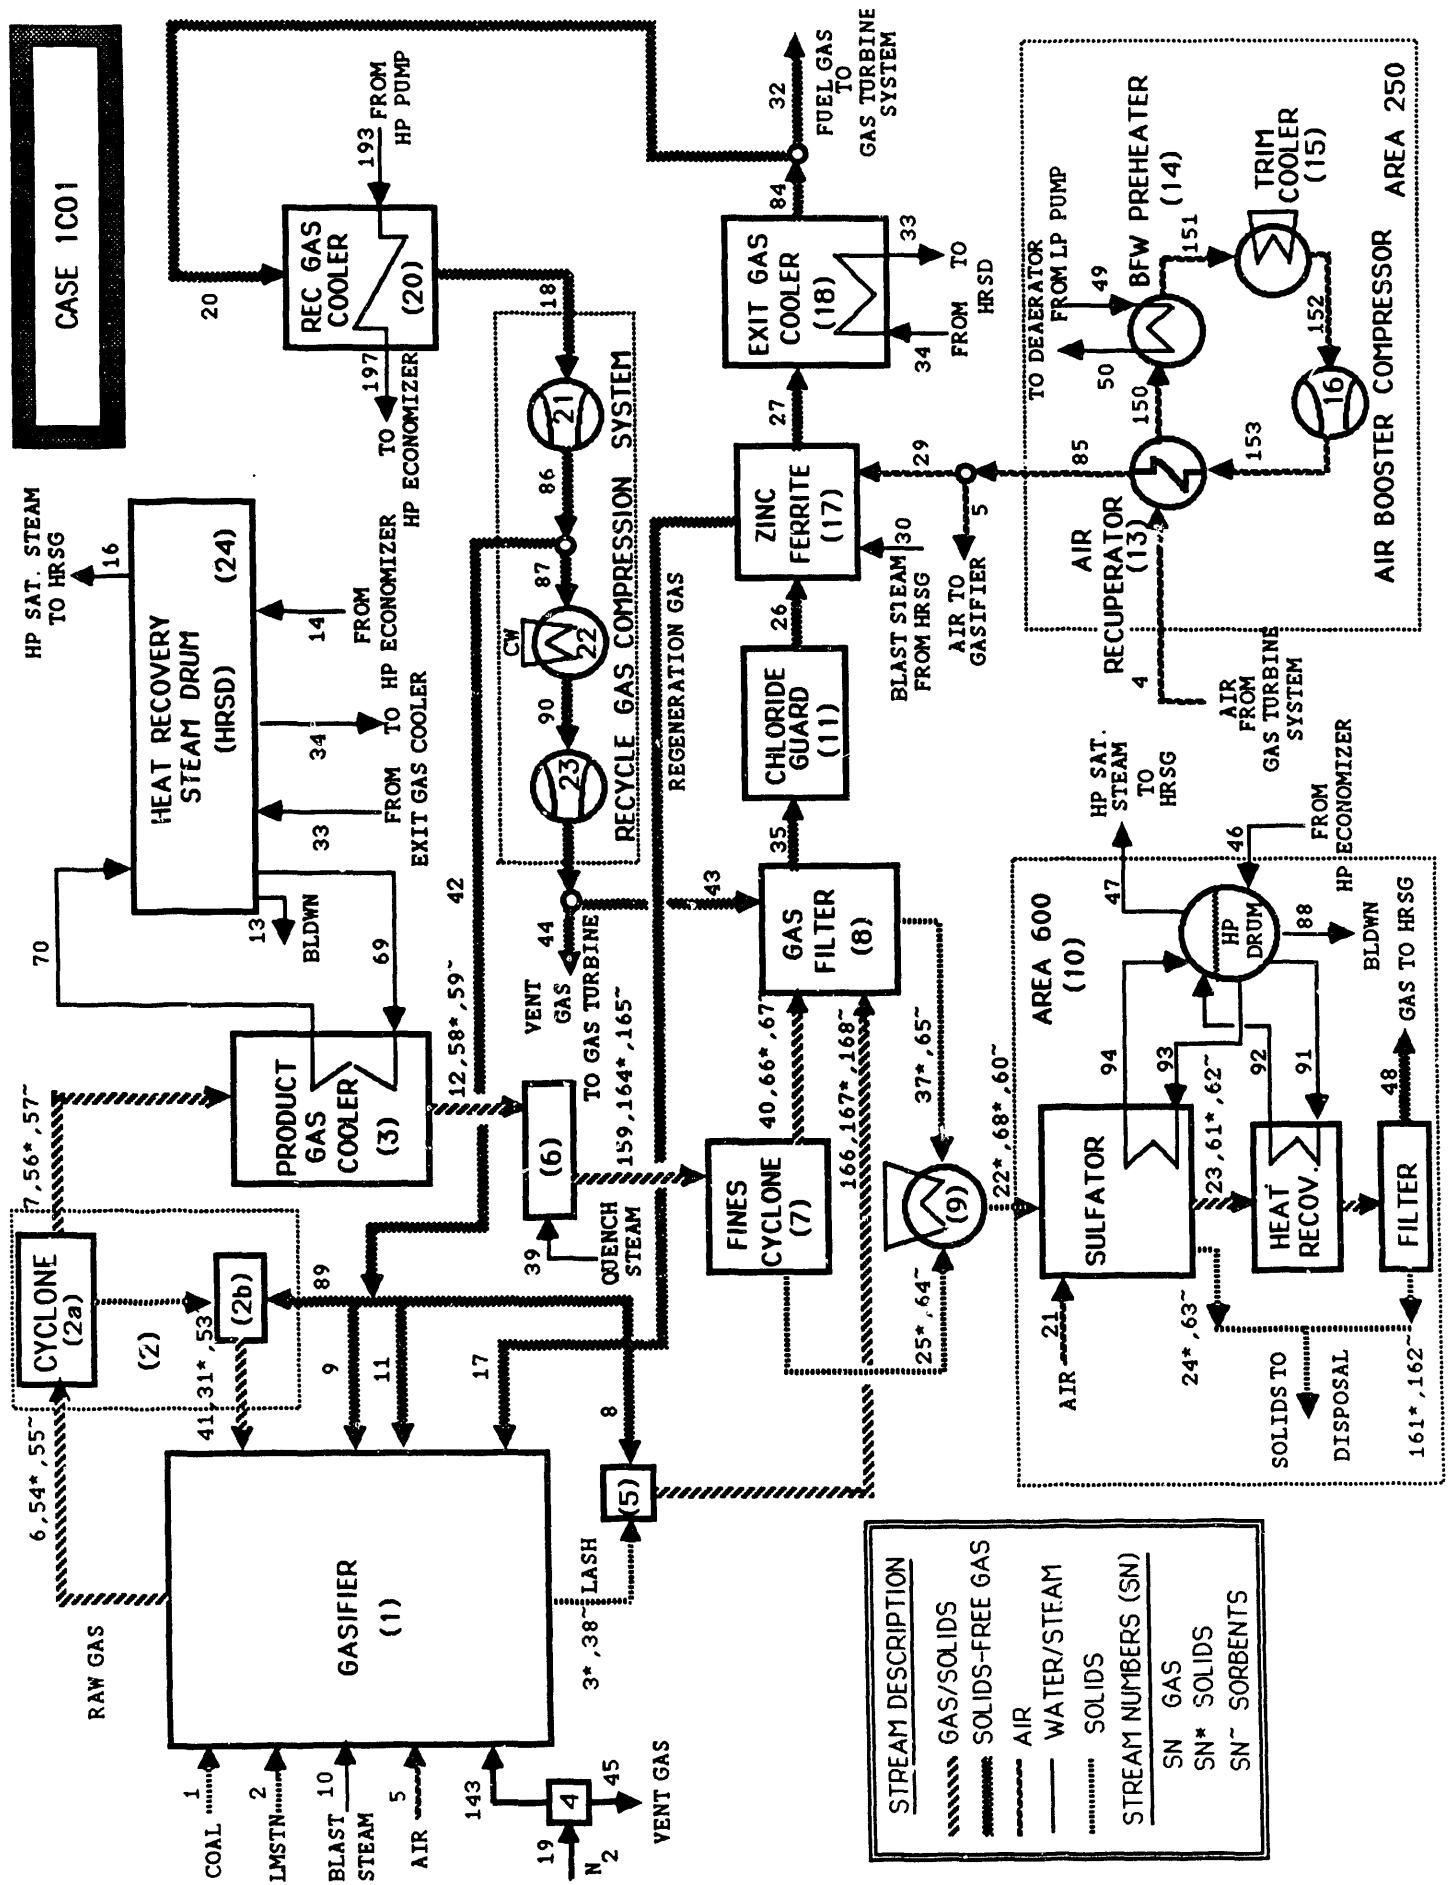 CASE 1C01
COAL
1
LMSTN
2
BLAST
STEAM
10
AIR
5
143
19
N2
4
45
VENT GAS
RAW GAS
GASIFIER
(1)
6,54*,55~
CYCLONE
(2a)
(2)
(2b)
41,31*,53
7,56*,57~
89
9
11
17
8
3*,38~
LASH
(5)
PRODUCT
GAS
COOLER
(3)
70
69
13
BLDWN
HEAT RECOVERY
STEAM DRUM
(HRSD)
(24)
HP SAT. STEAM
TO HRSG
16
33
FROM
EXIT GAS COOLER
34
TO HP ECONOMIZER
14
FROM
HP ECONOMIZER
20
REC GAS
COOLER
(20)
193 FROM
HP PUMP
197
TO
HP ECONOMIZER
18
21
86
87
CW
22
90
23
RECYCLE GAS COMPRESSION SYSTEM
42
12,58*,59~
44
VENT
GAS
TO GAS TURBINE
43
REGENERATION GAS
(6)
39
QUENCH
STEAM
159,164*,165~
FINES
CYCLONE
(7)
40,66*,67~
166,167*,168~
GAS
FILTER
(8)
35
CHLORIDE
GUARD
(11)
26
ZINC
FERRITE
(17)
27
EXIT GAS
COOLER
(18)
84
32
FUEL GAS
TO
GAS TURBINE
SYSTEM
34
FROM
33
TO
HRSD
30
BLAST STEAM
FROM HRSG
29
5
AIR TO
GASIFIER
85
AIR
RECUPERATOR
(13)
4
AIR
FROM
GAS TURBINE
SYSTEM
150
TO DEAERATOR
FROM LP PUMP
50
49
BFW PREHEATER
(14)
151
TRIM
COOLER
(15)
152
16
153
AIR BOOSTER COMPRESSOR AREA 250
37*,65~
25*,64~
(9)
22*,68*,60~
AREA 600
(10)
SULFATOR
21
AIR
94
93
92
91
HP
DRUM
HP SAT.
STEAM
TO
HRSG
47
46
FROM
HP ECONOMIZER
88
BLDWN
23,61*,62~
24*,63~
HEAT
RECOV.
FILTER
48
GAS TO HRSG
161*,162~
SOLIDS TO
DISPOSAL
STREAM DESCRIPTION
GAS/SOLIDS
SOLIDS-FREE GAS
AIR
WATER/STEAM
SOLIDS
STREAM NUMBERS (SN)
SN GAS
SN* SOLIDS
SN~ SORBENTS